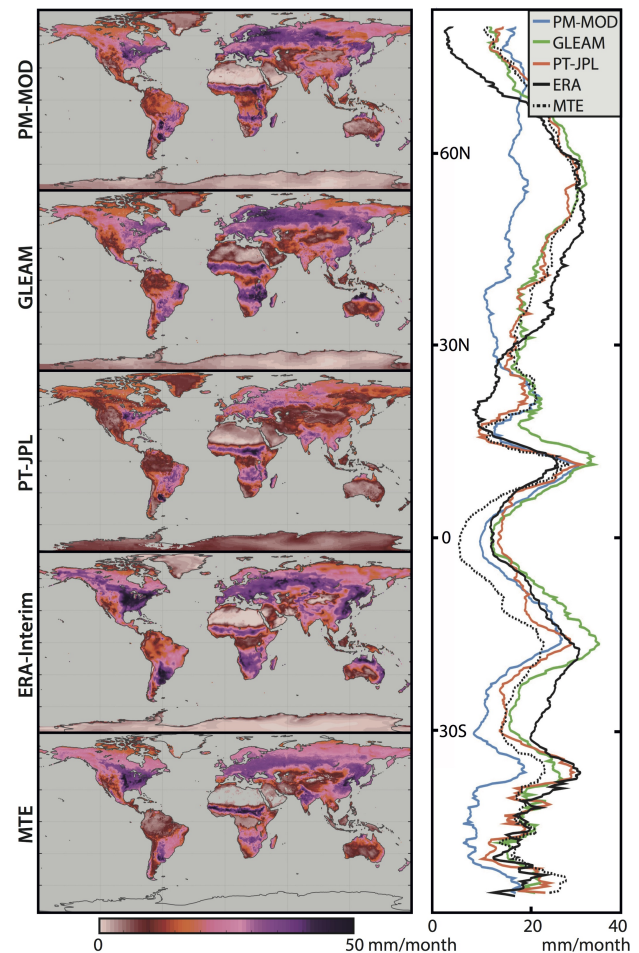 PM-MOD
GLEAM
PT-JPL
ERA-Interim
MTE
0
50 mm/month
PM-MOD
GLEAM
PT-JPL
ERA
MTE
60N
30N
0
30S
0
20
40
mm/month